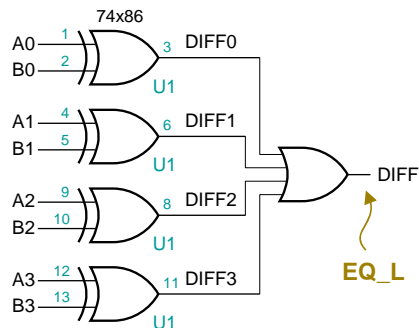 74x86
A0 1 3 DIFF0
B0 2
U1
A1 4 6 DIFF1
B1 5
U1
DIFF
A2 9 8 DIFF2
B2 10
U1
EQ_L
A3 12 11 DIFF3
B3 13
U1